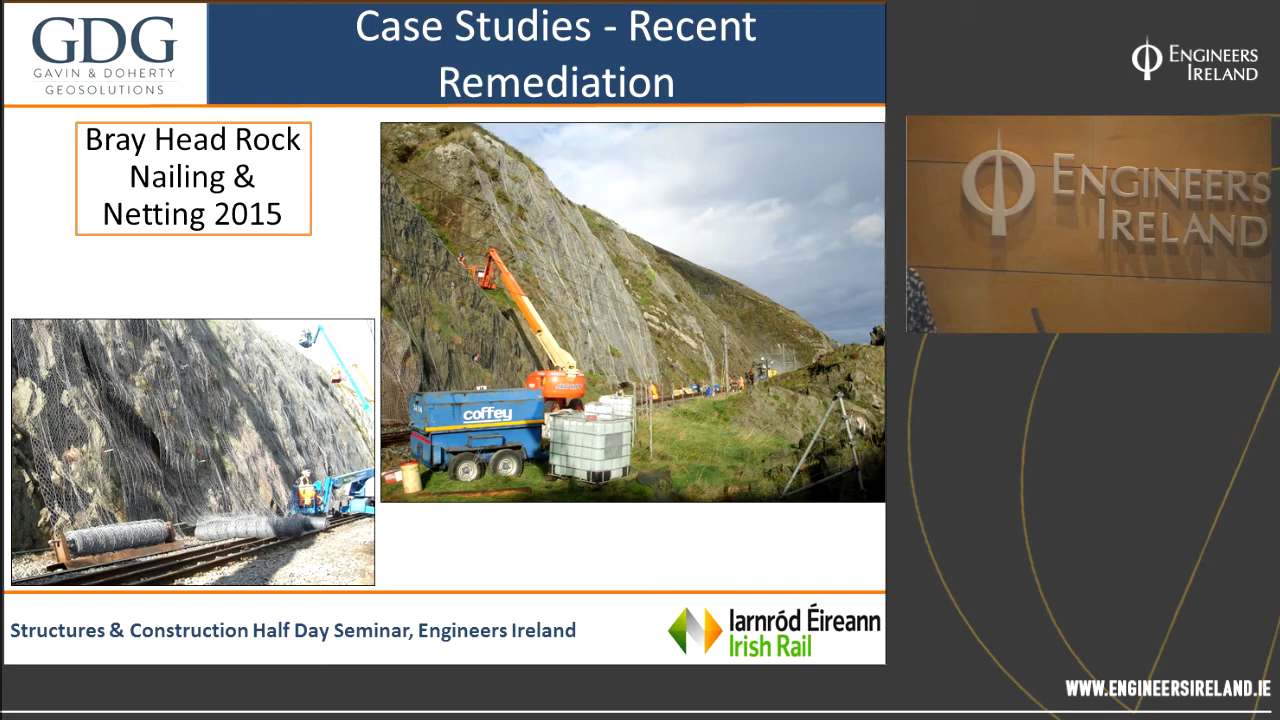 GDG
GAVIN & DOHERTY
GEOSOLUTIONS
Case Studies - Recent
Remediation
Bray Head Rock
Nailing &
Netting 2015
coffey
Structures & Construction Half Day Seminar, Engineers Ireland
Iarnród Éireann
Irish Rail
ENGINEERS
IRELAND
ENGINEERS
IRELAND
WWW.ENGINEERSIRELAND.IE